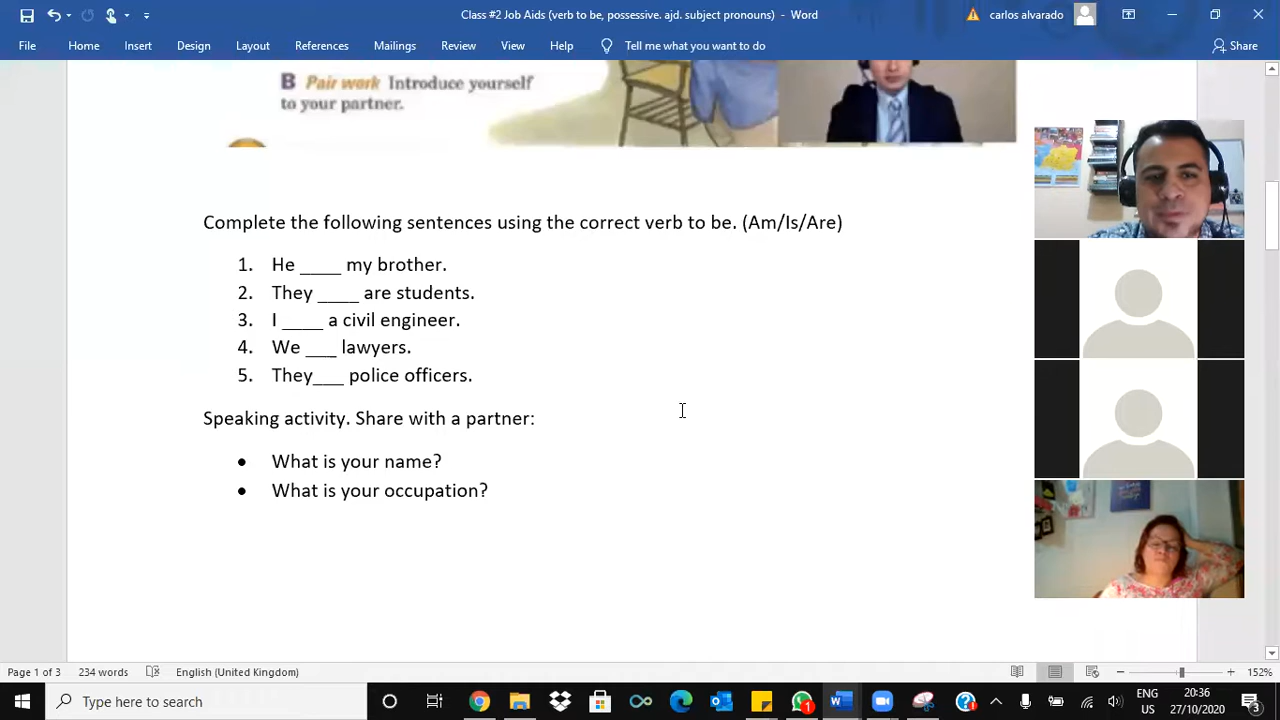 Class #2 Job Aids (verb to be, possessive. ajd. subject pronouns) - Word
carlos alvarado
File Home Insert Design Layout References Mailings Review View Help Tell me what you want to do Share
B Pair work Introduce yourself
to your partner.
Complete the following sentences using the correct verb to be. (Am/Is/Are)
1. He ____ my brother.
2. They ____ are students.
3. I ____ a civil engineer.
4. We ___ lawyers.
5. They___ police officers.
Speaking activity. Share with a partner:
• What is your name?
• What is your occupation?
Page 1 of 3 234 words English (United Kingdom) 152%
Type here to search
1
ENG
US
20:36
27/10/2020
3